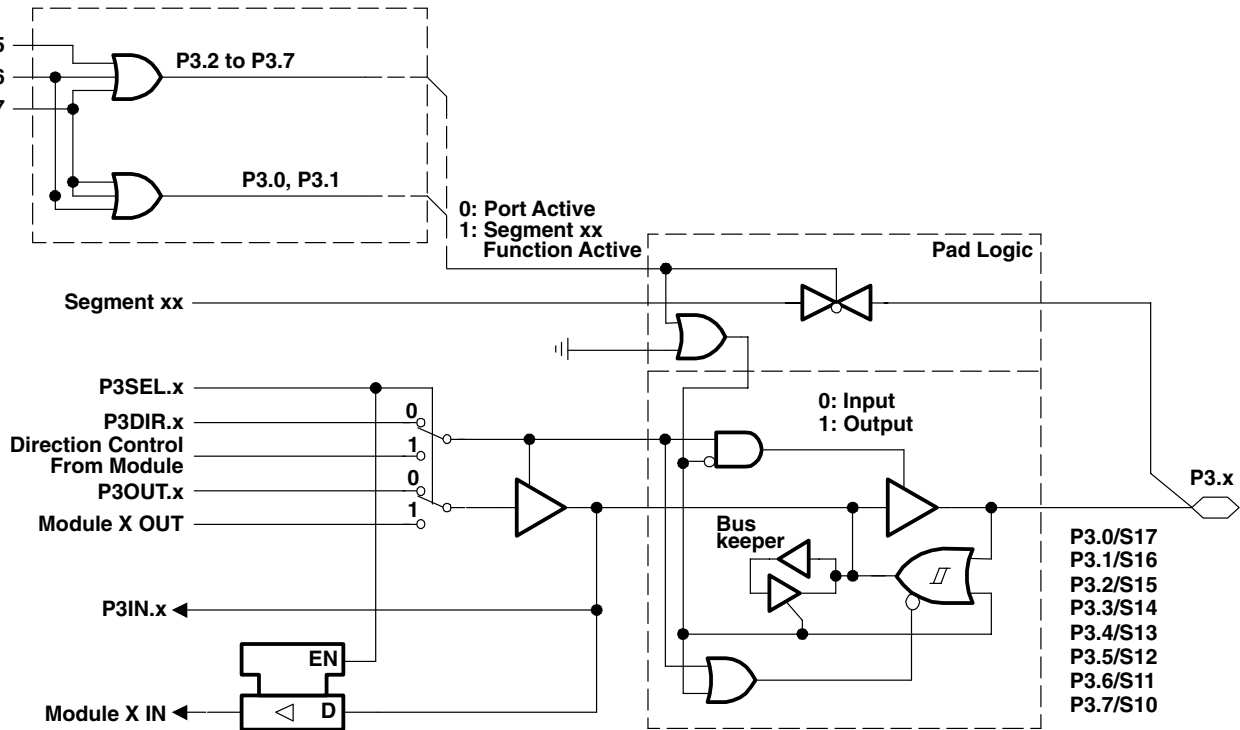 5
6
7
P3.2 to P3.7
P3.0, P3.1
0: Port Active
1: Segment xx
Function Active
Pad Logic
Segment xx
P3SEL.x
P3DIR.x
0
Direction Control
From Module
1
P3OUT.x
0
Module X OUT
1
0: Input
1: Output
P3.x
Bus
keeper
P3IN.x
EN
D
Module X IN
P3.0/S17
P3.1/S16
P3.2/S15
P3.3/S14
P3.4/S13
P3.5/S12
P3.6/S11
P3.7/S10